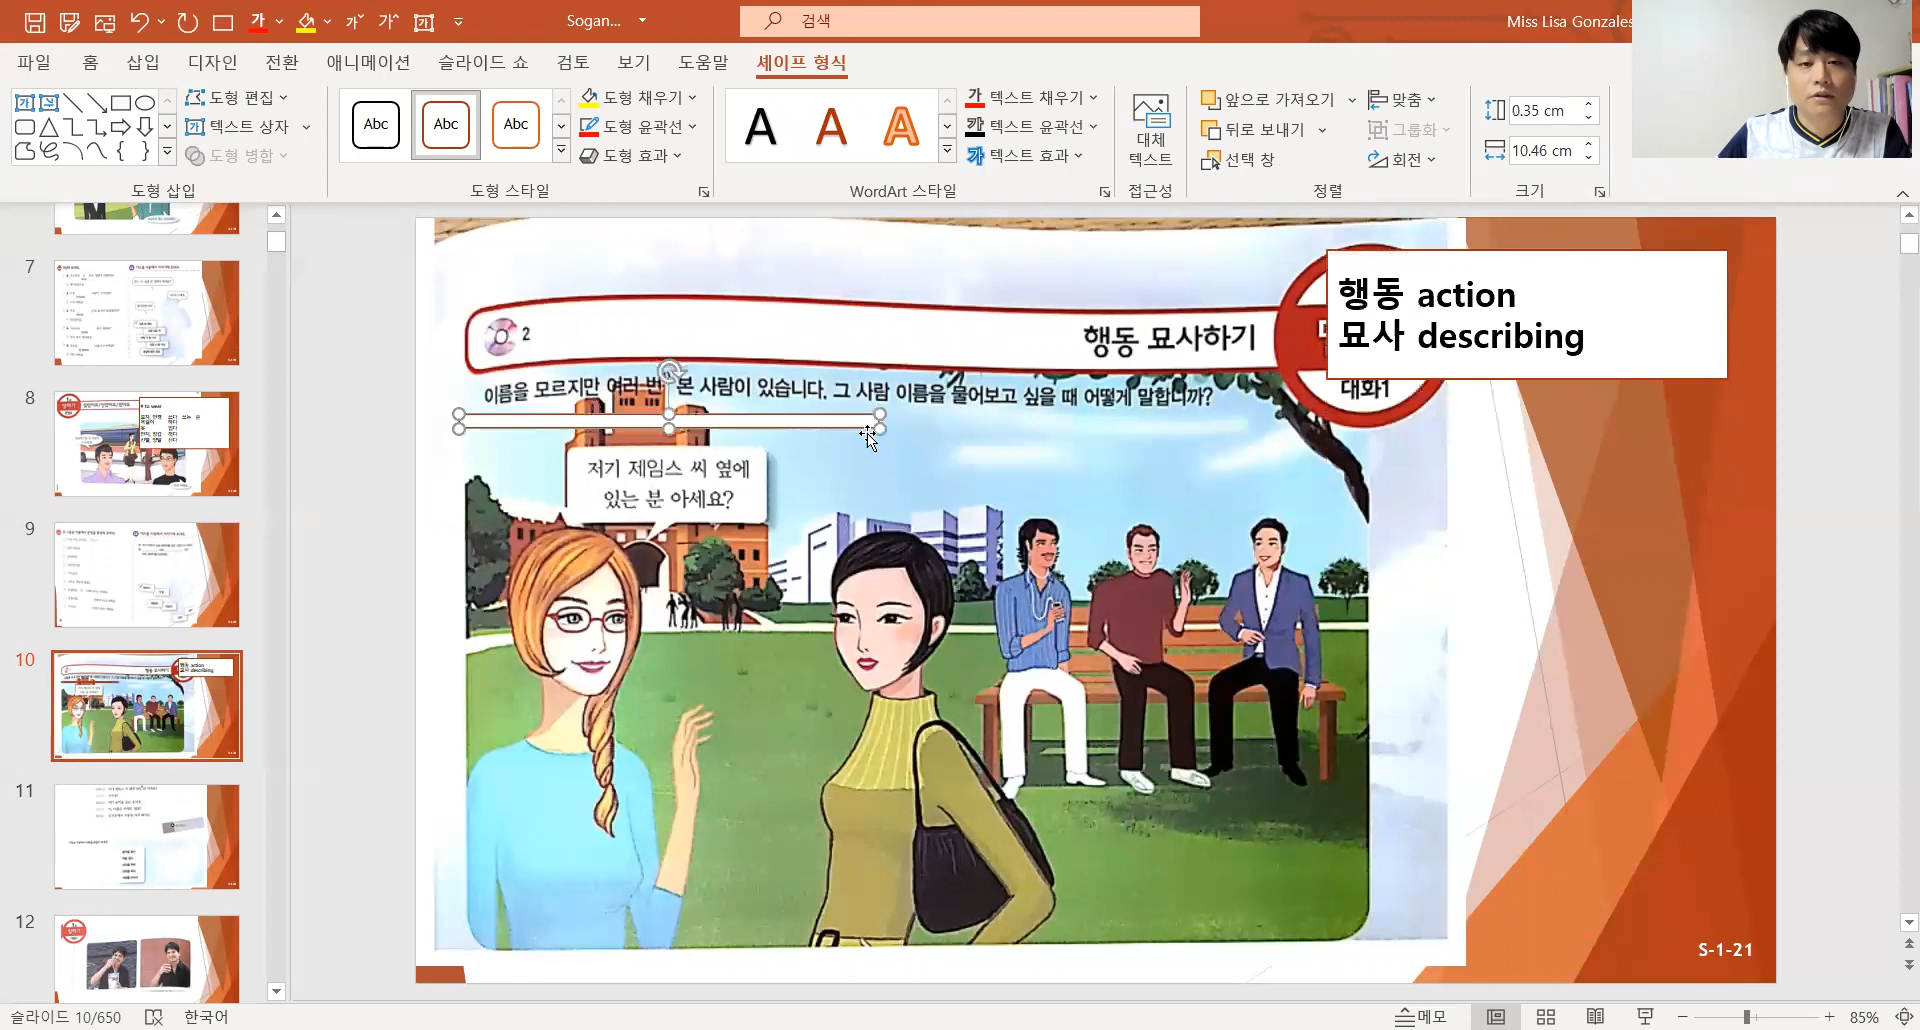 Sogan...
검색
Miss Lisa Gonzales
파일 홈 삽입 디자인 전환 애니메이션 슬라이드 쇼 검토 보기 도움말 셰이프 형식
도형 편집
텍스트 상자
도형 병합
도형 삽입
Abc Abc Abc
도형 채우기
도형 윤곽선
도형 효과
도형 스타일
A A A
텍스트 채우기
텍스트 윤곽선
텍스트 효과
WordArt 스타일
대체
텍스트
접근성
앞으로 가져오기
뒤로 보내기
선택 창
맞춤
그룹화
회전
정렬
0.35 cm
10.46 cm
크기
7
8
9
10
11
12
행동 action
묘사 describing
2
행동 묘사하기
대화1
이름을 모르지만 여러 번 본 사람이 있습니다. 그 사람 이름을 물어보고 싶을 때 어떻게 말합니까?
저기 제임스 씨 옆에
있는 분 아세요?
S-1-21
슬라이드 10/650
한국어
메모
85%